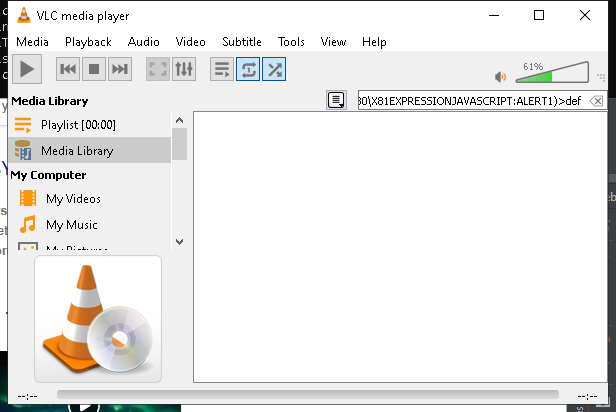 VLC media player
Media Playback Audio Video Subtitle Tools View Help
61%
Media Library
30\X81EXPRESSIONJAVASCRIPT:ALERT1)>def
Playlist [00:00]
Media Library
My Computer
My Videos
My Music
My Pictures
--:-- --:--